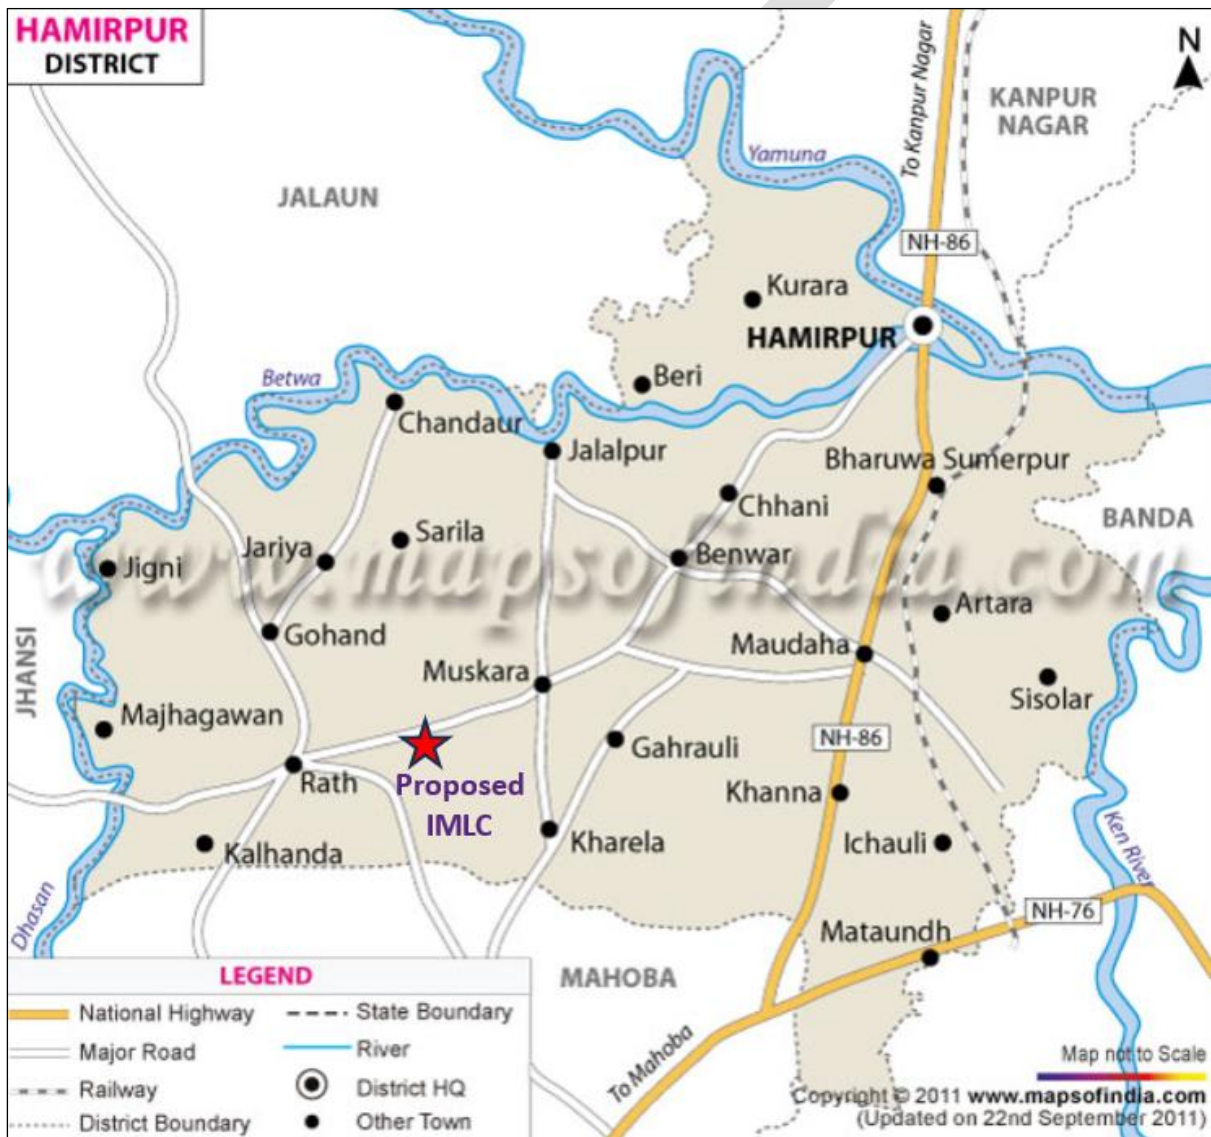 HAMIRPUR
DISTRICT
N
To Kanpur Nagar
KANPUR
NAGAR
Yamuna
JALAUN
NH-86
Kurara
HAMIRPUR
Betwa
Beri
Chandaur
Jalalpur
Bharuwa Sumerpur
Chhani
BANDA
Sarila
Jariya
Jigni
Benwar
www.mapsofindia.com
Artara
Gohand
Maudaha
JHANSI
Muskara
Sisolar
Majhagawan
Gahrauli
NH-86
Rath
Proposed
IMLC
Khanna
Kharela
Ichauli
Kalhanda
Ken River
Dhasan
NH-76
Mataundh
MAHOBA
To Mahoba
LEGEND
National Highway
State Boundary
Major Road
River
Railway
District HQ
District Boundary
Other Town
Map not to Scale
Copyright © 2011 www.mapsofindia.com
(Updated on 22nd September 2011)